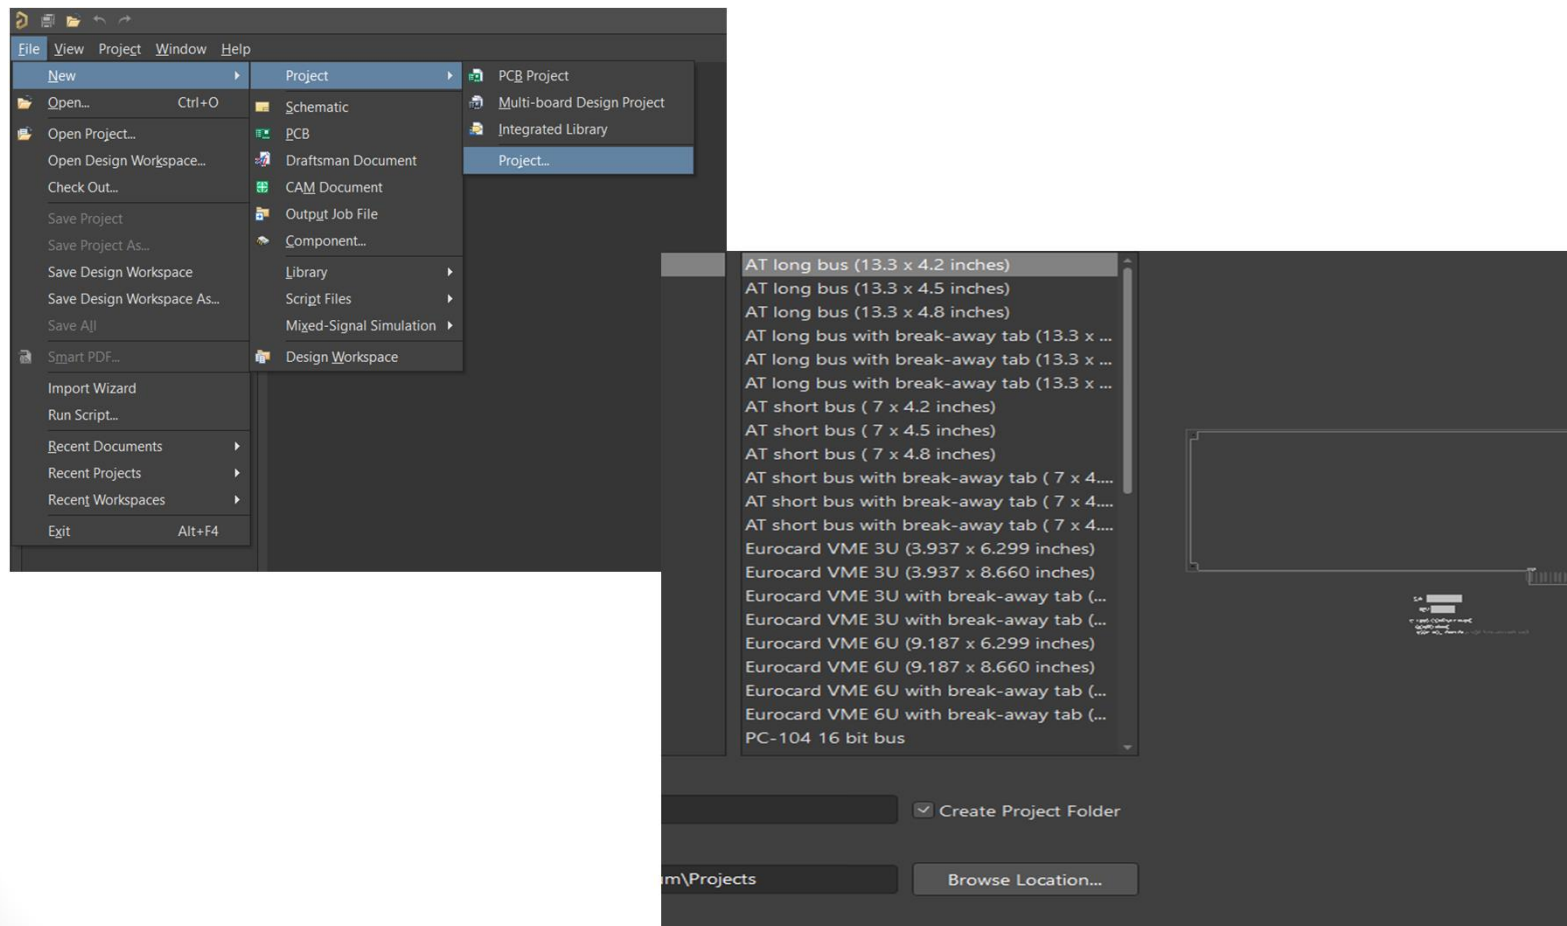 File View Project Window Help
New
Open... Ctrl+O
Open Project...
Open Design Workspace...
Check Out...
Save Project
Save Project As...
Save Design Workspace
Save Design Workspace As...
Save All
Smart PDF...
Import Wizard
Run Script...
Recent Documents
Recent Projects
Recent Workspaces
Exit Alt+F4
Project
Schematic
PCB
Draftsman Document
CAM Document
Output Job File
Component...
Library
Script Files
Mixed-Signal Simulation
Design Workspace
PCB Project
Multi-board Design Project
Integrated Library
Project...
AT long bus (13.3 x 4.2 inches)
AT long bus (13.3 x 4.5 inches)
AT long bus (13.3 x 4.8 inches)
AT long bus with break-away tab (13.3 x ...
AT long bus with break-away tab (13.3 x ...
AT long bus with break-away tab (13.3 x ...
AT short bus ( 7 x 4.2 inches)
AT short bus ( 7 x 4.5 inches)
AT short bus ( 7 x 4.8 inches)
AT short bus with break-away tab ( 7 x 4....
AT short bus with break-away tab ( 7 x 4....
AT short bus with break-away tab ( 7 x 4....
Eurocard VME 3U (3.937 x 6.299 inches)
Eurocard VME 3U (3.937 x 8.660 inches)
Eurocard VME 3U with break-away tab (...
Eurocard VME 3U with break-away tab (...
Eurocard VME 6U (9.187 x 6.299 inches)
Eurocard VME 6U (9.187 x 8.660 inches)
Eurocard VME 6U with break-away tab (...
Eurocard VME 6U with break-away tab (...
PC-104 16 bit bus
Create Project Folder
um\Projects Browse Location...